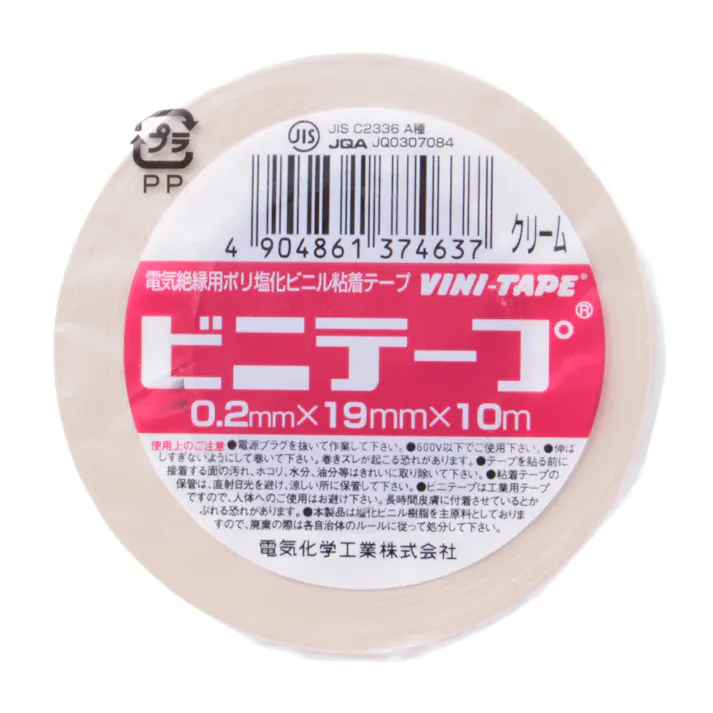 プラ
PP
JIS
JIS C2336 A種
JQA JQ0307084
4 904861 374637
クリーム
電気絶縁用ポリ塩化ビニル粘着テープ VINI-TAPE®
ビニテープ®
0.2mm×19mm×10m
使用上のご注意 ●電源プラグを抜いて作業して下さい。●600V以下でご使用下さい。●伸ば
しすぎないようにして巻いて下さい。巻きズレが起こる恐れがあります。●テープを貼る前に
接着する面の汚れ、ホコリ、水分、油分等はきれいに取り除いて下さい。●粘着テープの
保管は、直射日光を避け、涼しい所に保管して下さい。●ビニテープは工業用テープ
ですので、人体へのご使用はお避け下さい。長時間皮膚に付着させているとか
ぶれる恐れがあります。●本製品は塩化ビニル樹脂を主原料としておりま
すので、廃棄の際は各自治体のルールに従って処分して下さい。
電気化学工業株式会社